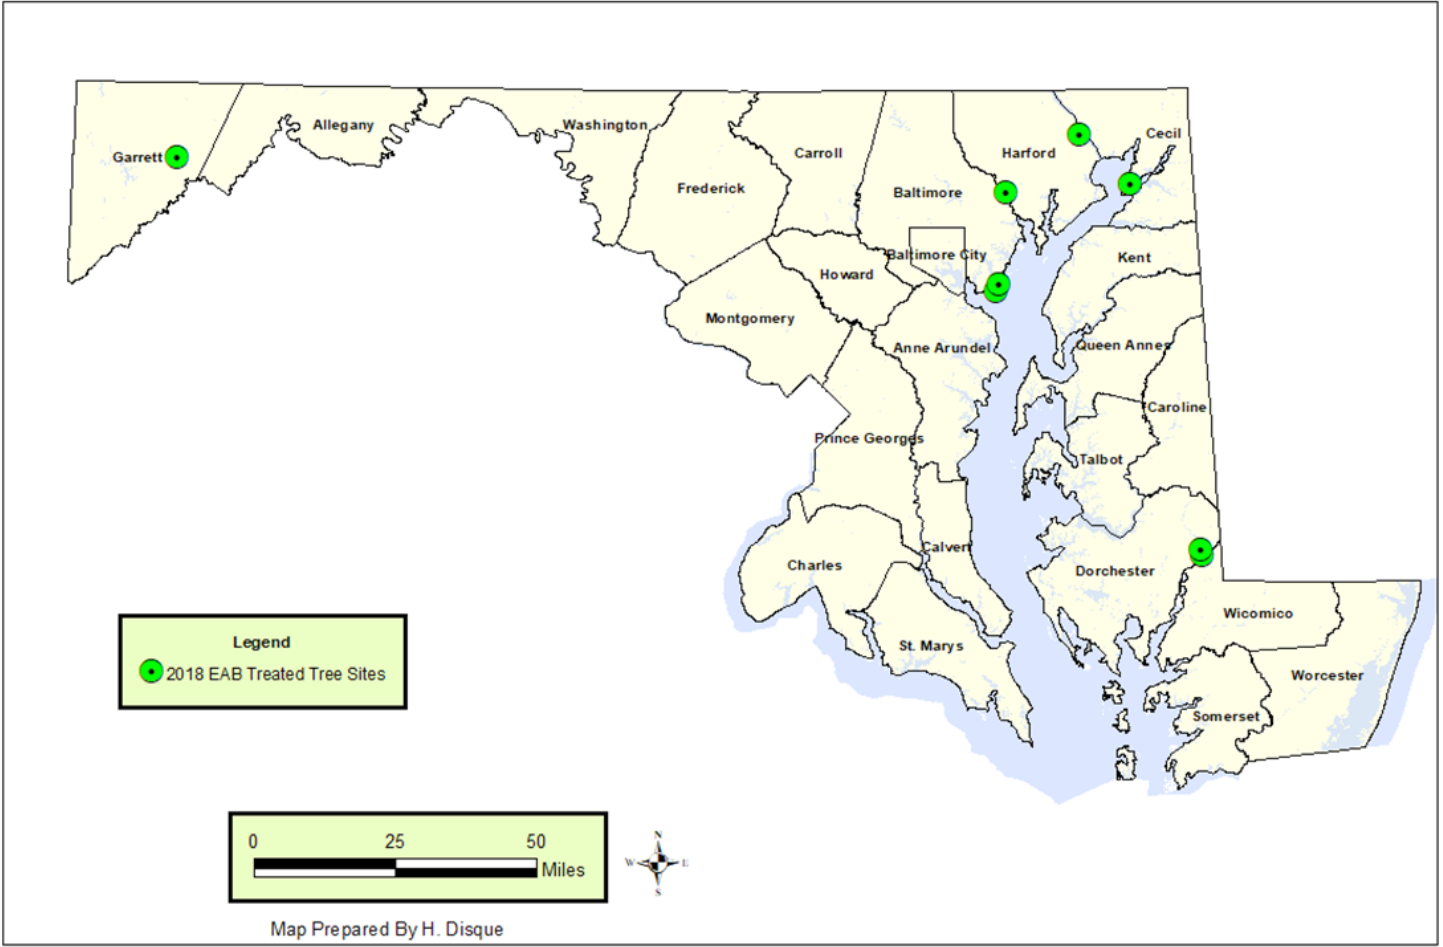 Garrett
Allegany
Washington
Frederick
Carroll
Baltimore
Harford
Cecil
Baltimore City
Howard
Kent
Montgomery
Anne Arundel
Queen Annes
Caroline
Prince Georges
Talbot
Charles
Calvert
Dorchester
Wicomico
St. Marys
Worcester
Somerset
Legend
2018 EAB Treated Tree Sites
0 25 50
Miles
N
W E
S
Map Prepared By H. Disque